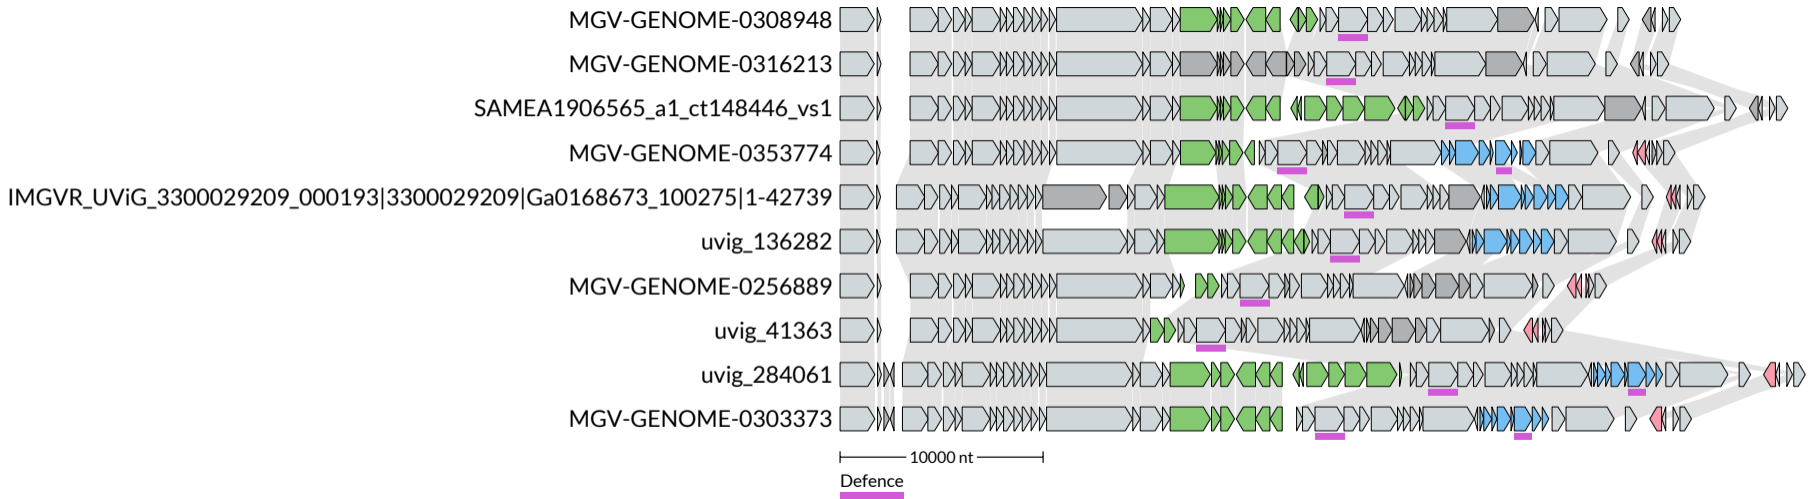 MGV-GENOME-0308948
MGV-GENOME-0316213
SAMEA1906565_a1_ct148446_vs1
MGV-GENOME-0353774
IMGVR_UViG_3300029209_000193|3300029209|Ga0168673_100275|1-42739
uvig_136282
MGV-GENOME-0256889
uvig_41363
uvig_284061
MGV-GENOME-0303373
10000 nt
Defence